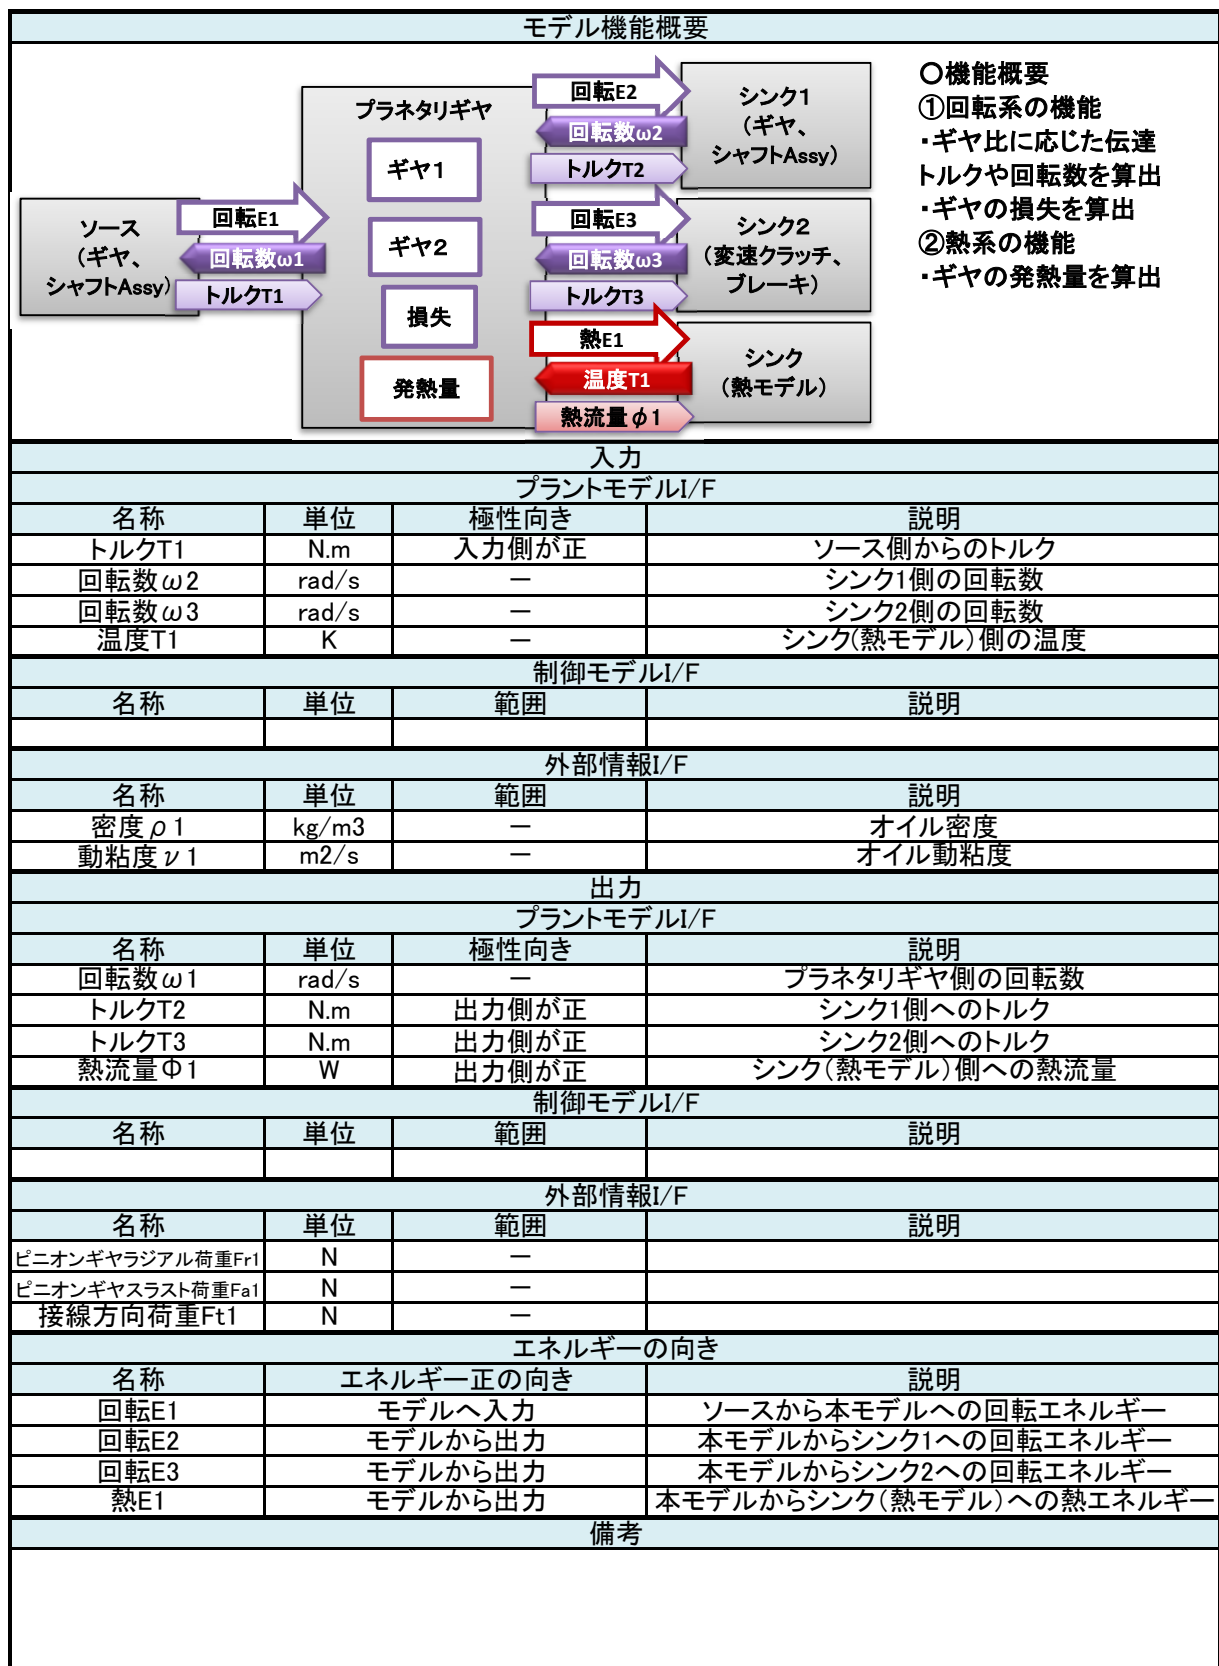 モデル機能概要
ソース
(ギヤ、
シャフトAssy)
回転E1
回転数ω1
トルクT1
プラネタリギヤ
ギヤ1
ギヤ2
損失
発熱量
回転E2
回転数ω2
トルクT2
回転E3
回転数ω3
トルクT3
熱E1
温度T1
熱流量φ1
シンク1
(ギヤ、
シャフトAssy)
シンク2
(変速クラッチ、
ブレーキ)
シンク
(熱モデル)
○機能概要
①回転系の機能
・ギヤ比に応じた伝達
トルクや回転数を算出
・ギヤの損失を算出
②熱系の機能
・ギヤの発熱量を算出
入力
プラントモデルI/F
名称 単位 極性向き 説明
トルクT1 N.m 入力側が正 ソース側からのトルク
回転数ω2 rad/s － シンク1側の回転数
回転数ω3 rad/s － シンク2側の回転数
温度T1 K － シンク(熱モデル)側の温度
制御モデルI/F
名称 単位 範囲 説明
外部情報I/F
名称 単位 範囲 説明
密度ρ1 kg/m3 － オイル密度
動粘度ν1 m2/s － オイル動粘度
出力
プラントモデルI/F
名称 単位 極性向き 説明
回転数ω1 rad/s － プラネタリギヤ側の回転数
トルクT2 N.m 出力側が正 シンク1側へのトルク
トルクT3 N.m 出力側が正 シンク2側へのトルク
熱流量Φ1 W 出力側が正 シンク(熱モデル)側への熱流量
制御モデルI/F
名称 単位 範囲 説明
外部情報I/F
名称 単位 範囲 説明
ピニオンギヤラジアル荷重Fr1 N －
ピニオンギヤスラスト荷重Fa1 N －
接線方向荷重Ft1 N －
エネルギーの向き
名称 エネルギー正の向き 説明
回転E1 モデルへ入力 ソースから本モデルへの回転エネルギー
回転E2 モデルから出力 本モデルからシンク1への回転エネルギー
回転E3 モデルから出力 本モデルからシンク2への回転エネルギー
熱E1 モデルから出力 本モデルからシンク(熱モデル)への熱エネルギー
備考